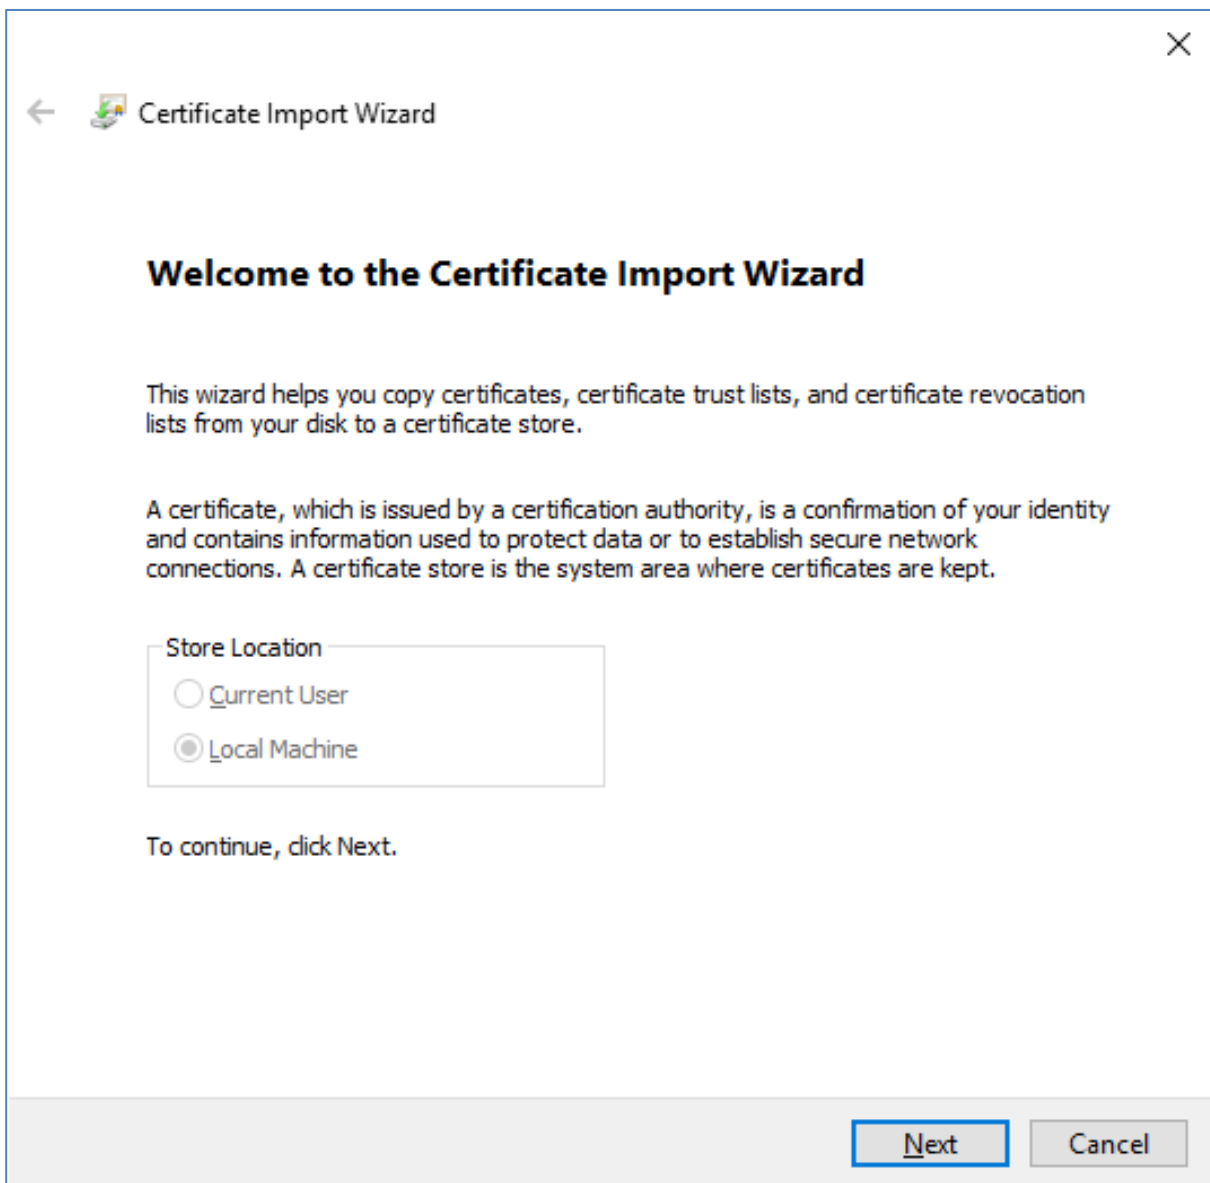 Certificate Import Wizard
Welcome to the Certificate Import Wizard
This wizard helps you copy certificates, certificate trust lists, and certificate revocation
lists from your disk to a certificate store.
A certificate, which is issued by a certification authority, is a confirmation of your identity
and contains information used to protect data or to establish secure network
connections. A certificate store is the system area where certificates are kept.
Store Location
Current User
Local Machine
To continue, click Next.
Next Cancel